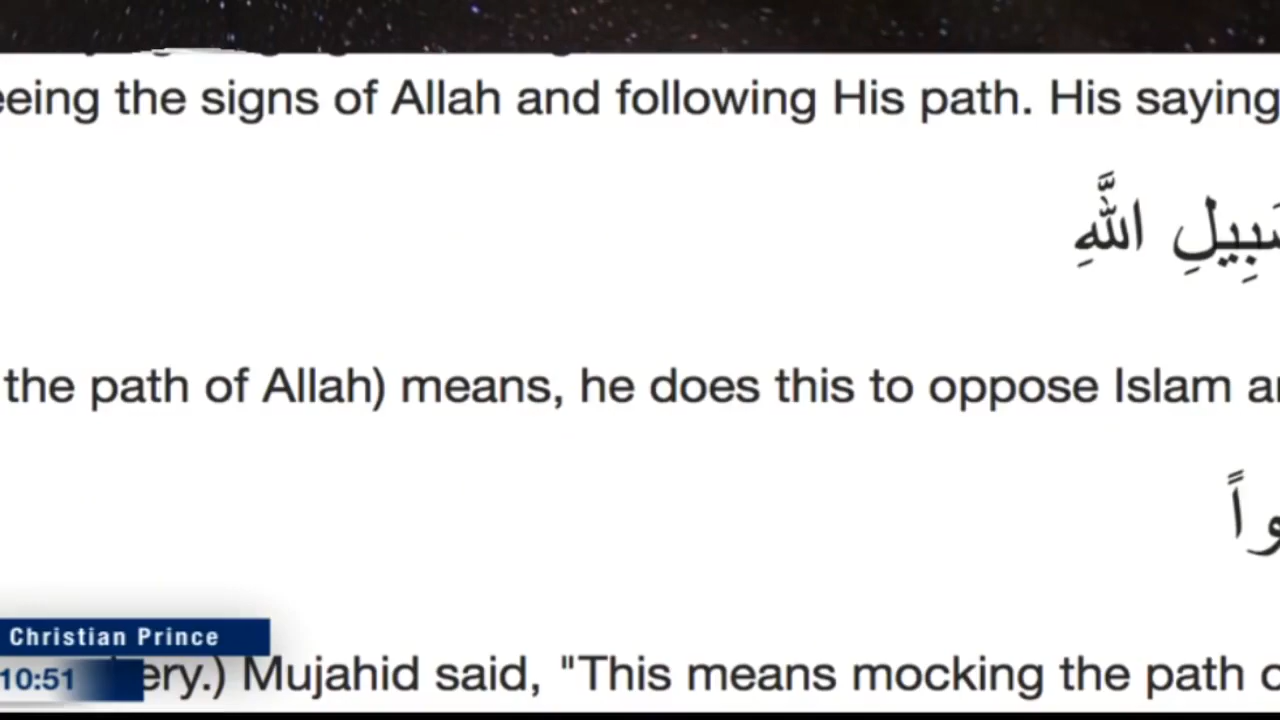 eeing the signs of Allah and following His path. His saying
سَبِيلِ اللَّهِ
the path of Allah) means, he does this to oppose Islam
واً
Christian Prince
10:51
ery.) Mujahid said, "This means mocking the path